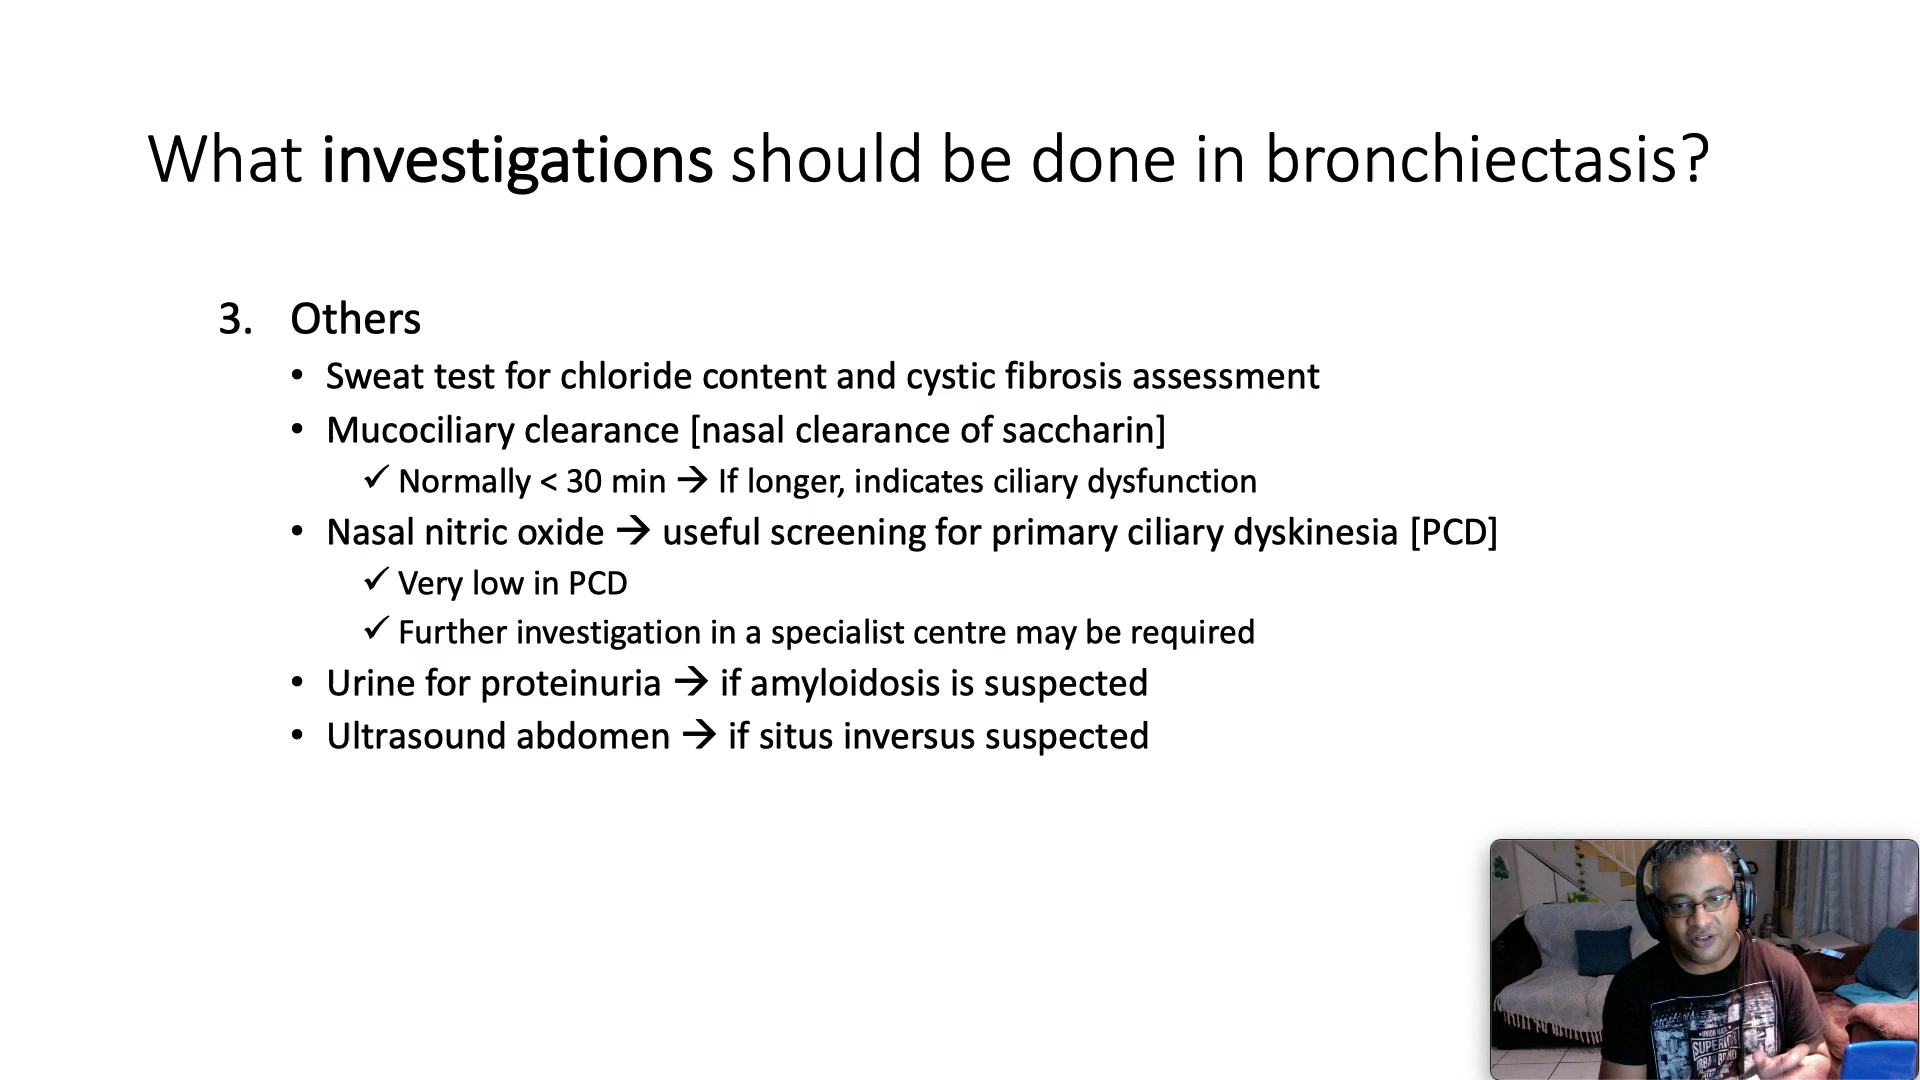 What investigations should be done in bronchiectasis?
3. Others
• Sweat test for chloride content and cystic fibrosis assessment
• Mucociliary clearance [nasal clearance of saccharin]
✓ Normally < 30 min → If longer, indicates ciliary dysfunction
• Nasal nitric oxide → useful screening for primary ciliary dyskinesia [PCD]
✓ Very low in PCD
✓ Further investigation in a specialist centre may be required
• Urine for proteinuria → if amyloidosis is suspected
• Ultrasound abdomen → if situs inversus suspected